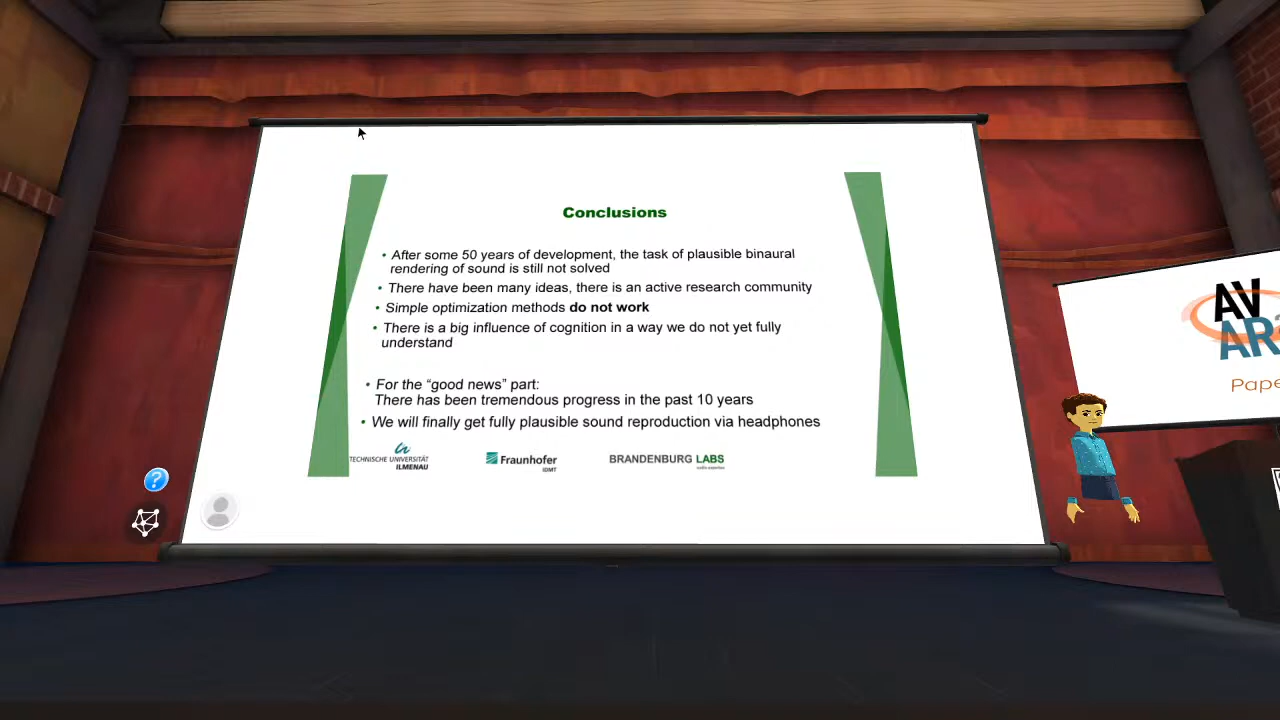 Conclusions
• After some 50 years of development, the task of plausible binaural
rendering of sound is still not solved
• There have been many ideas, there is an active research community
• Simple optimization methods do not work
• There is a big influence of cognition in a way we do not yet fully
understand
• For the “good news” part:
There has been tremendous progress in the past 10 years
• We will finally get fully plausible sound reproduction via headphones
TECHNISCHE UNIVERSITÄT
ILMENAU
Fraunhofer
IDMT
BRANDENBURG LABS
audio expertise
AV
AR
Pape
?